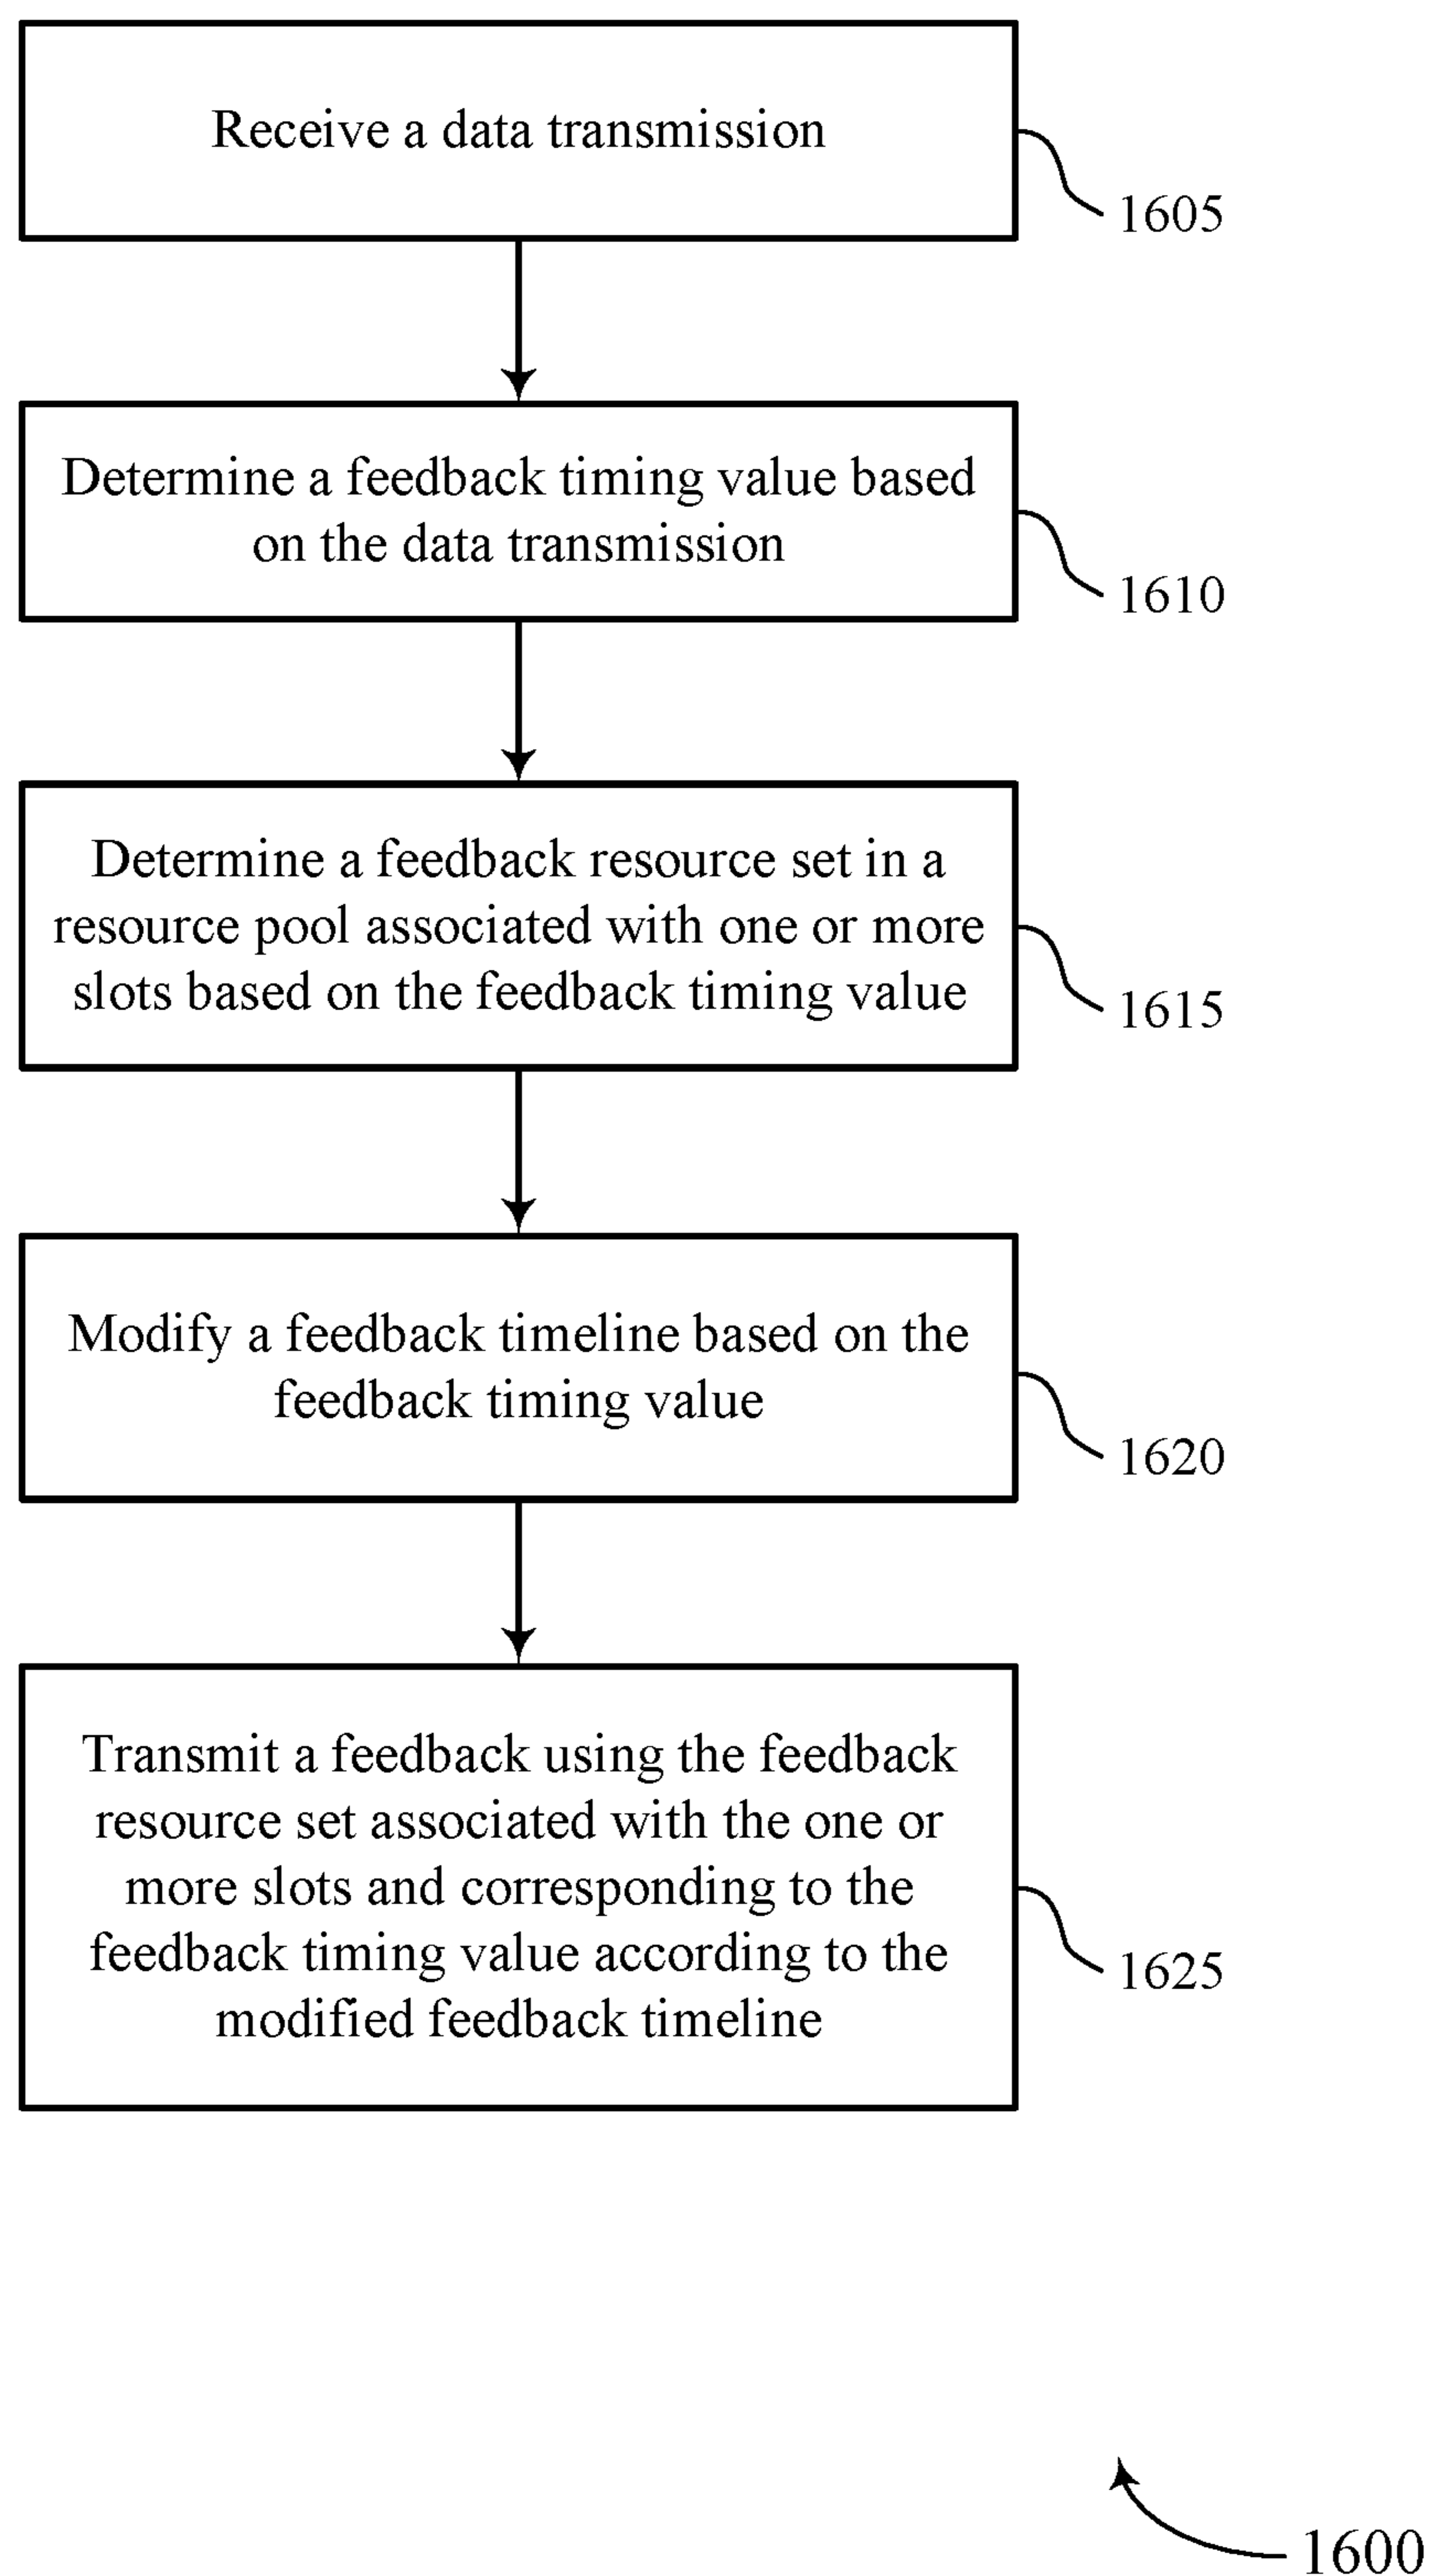 Receive a data transmission
1605
Determine a feedback timing value based
on the data transmission
1610
Determine a feedback resource set in a
resource pool associated with one or more
slots based on the feedback timing value
1615
Modify a feedback timeline based on the
feedback timing value
1620
Transmit a feedback using the feedback
resource set associated with the one or
more slots and corresponding to the
feedback timing value according to the
modified feedback timeline
1625
1600